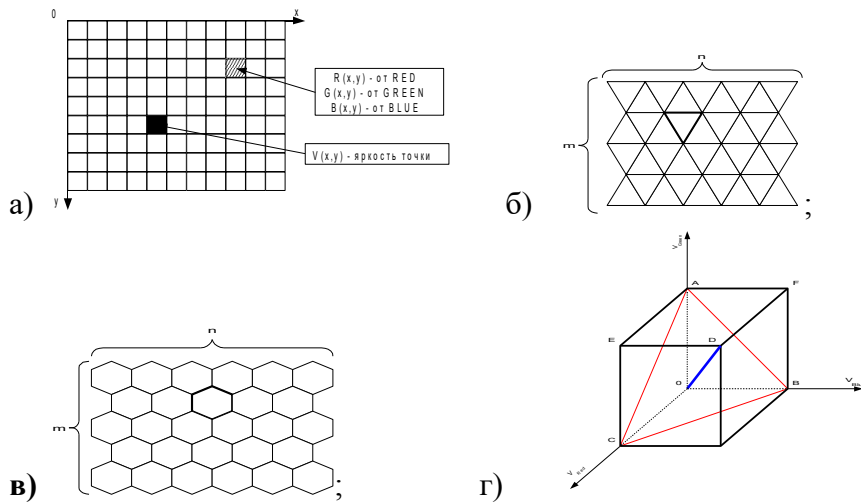 0
x
R(x,y) - от RED
G(x,y) - от GREEN
B(x,y) - от BLUE
V(x,y) - яркость точки
y
а)
n
m
б)
;
n
m
в)
;
A
F
E
D
0
B
C
г)